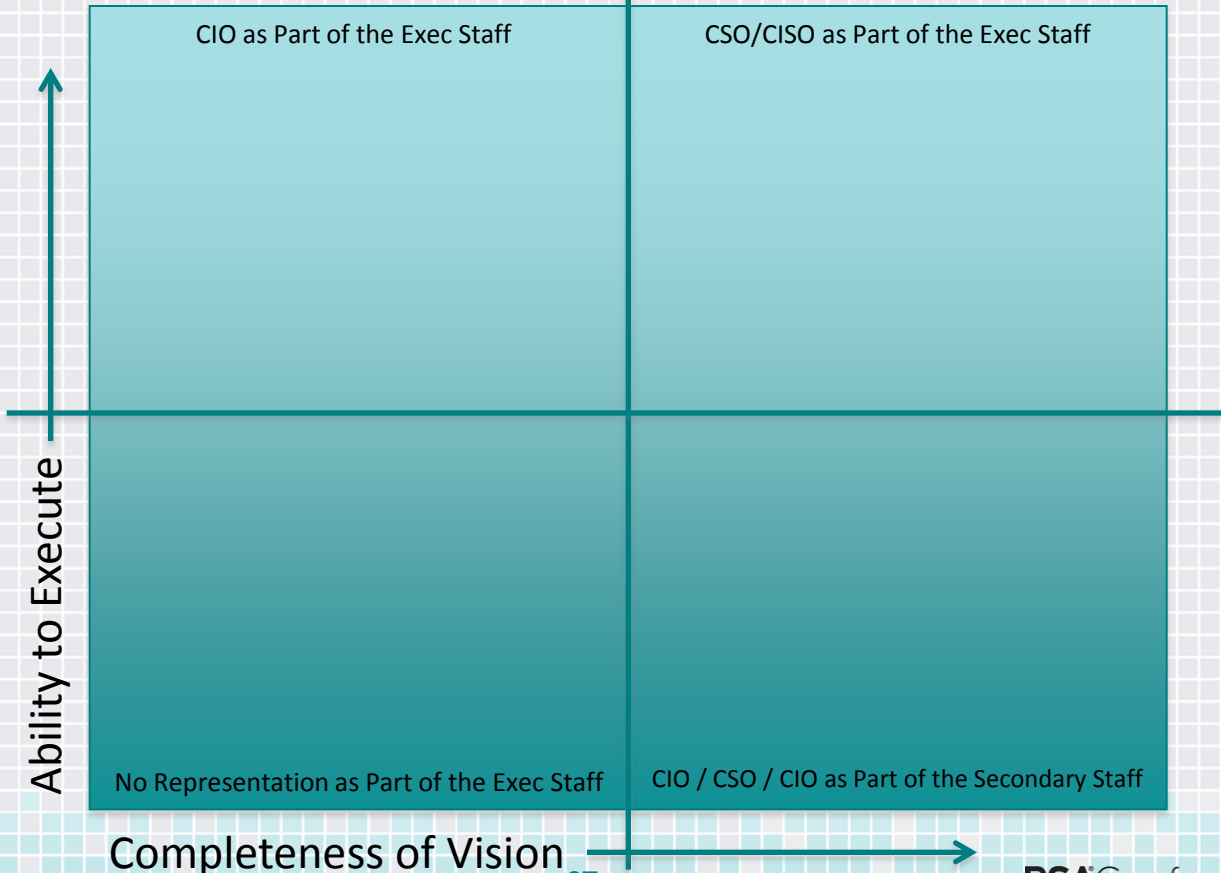 CIO as Part of the Exec Staff
CSO/CISO as Part of the Exec Staff
Ability to Execute
No Representation as Part of the Exec Staff
CIO / CSO / CIO as Part of the Secondary Staff
Completeness of Vision